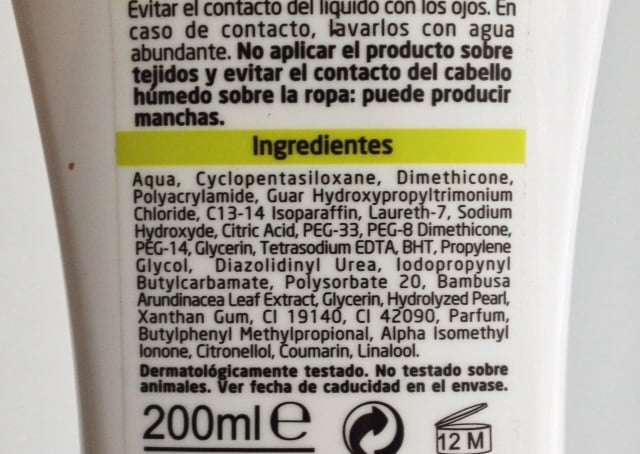 Evitar el contacto del líquido con los ojos. En
caso de contacto, lavarlos con agua
abundante. No aplicar el producto sobre
tejidos y evitar el contacto del cabello
húmedo sobre la ropa: puede producir
manchas.
Ingredientes
Aqua, Cyclopentasiloxane, Dimethicone,
Polyacrylamide, Guar Hydroxypropyltrimonium
Chloride, C13-14 Isoparaffin, Laureth-7, Sodium
Hydroxyde, Citric Acid, PEG-33, PEG-8 Dimethicone,
PEG-14, Glycerin, Tetrasodium EDTA, BHT, Propylene
Glycol, Diazolidinyl Urea, Iodopropynyl
Butylcarbamate, Polysorbate 20, Bambusa
Arundinacea Leaf Extract, Glycerin, Hydrolyzed Pearl,
Xanthan Gum, CI 19140, CI 42090, Parfum,
Butylphenyl Methylpropional, Alpha Isomethyl
Ionone, Citronellol, Coumarin, Linalool.
Dermatológicamente testado. No testado sobre
animales. Ver fecha de caducidad en el envase.
200ml e
12 M